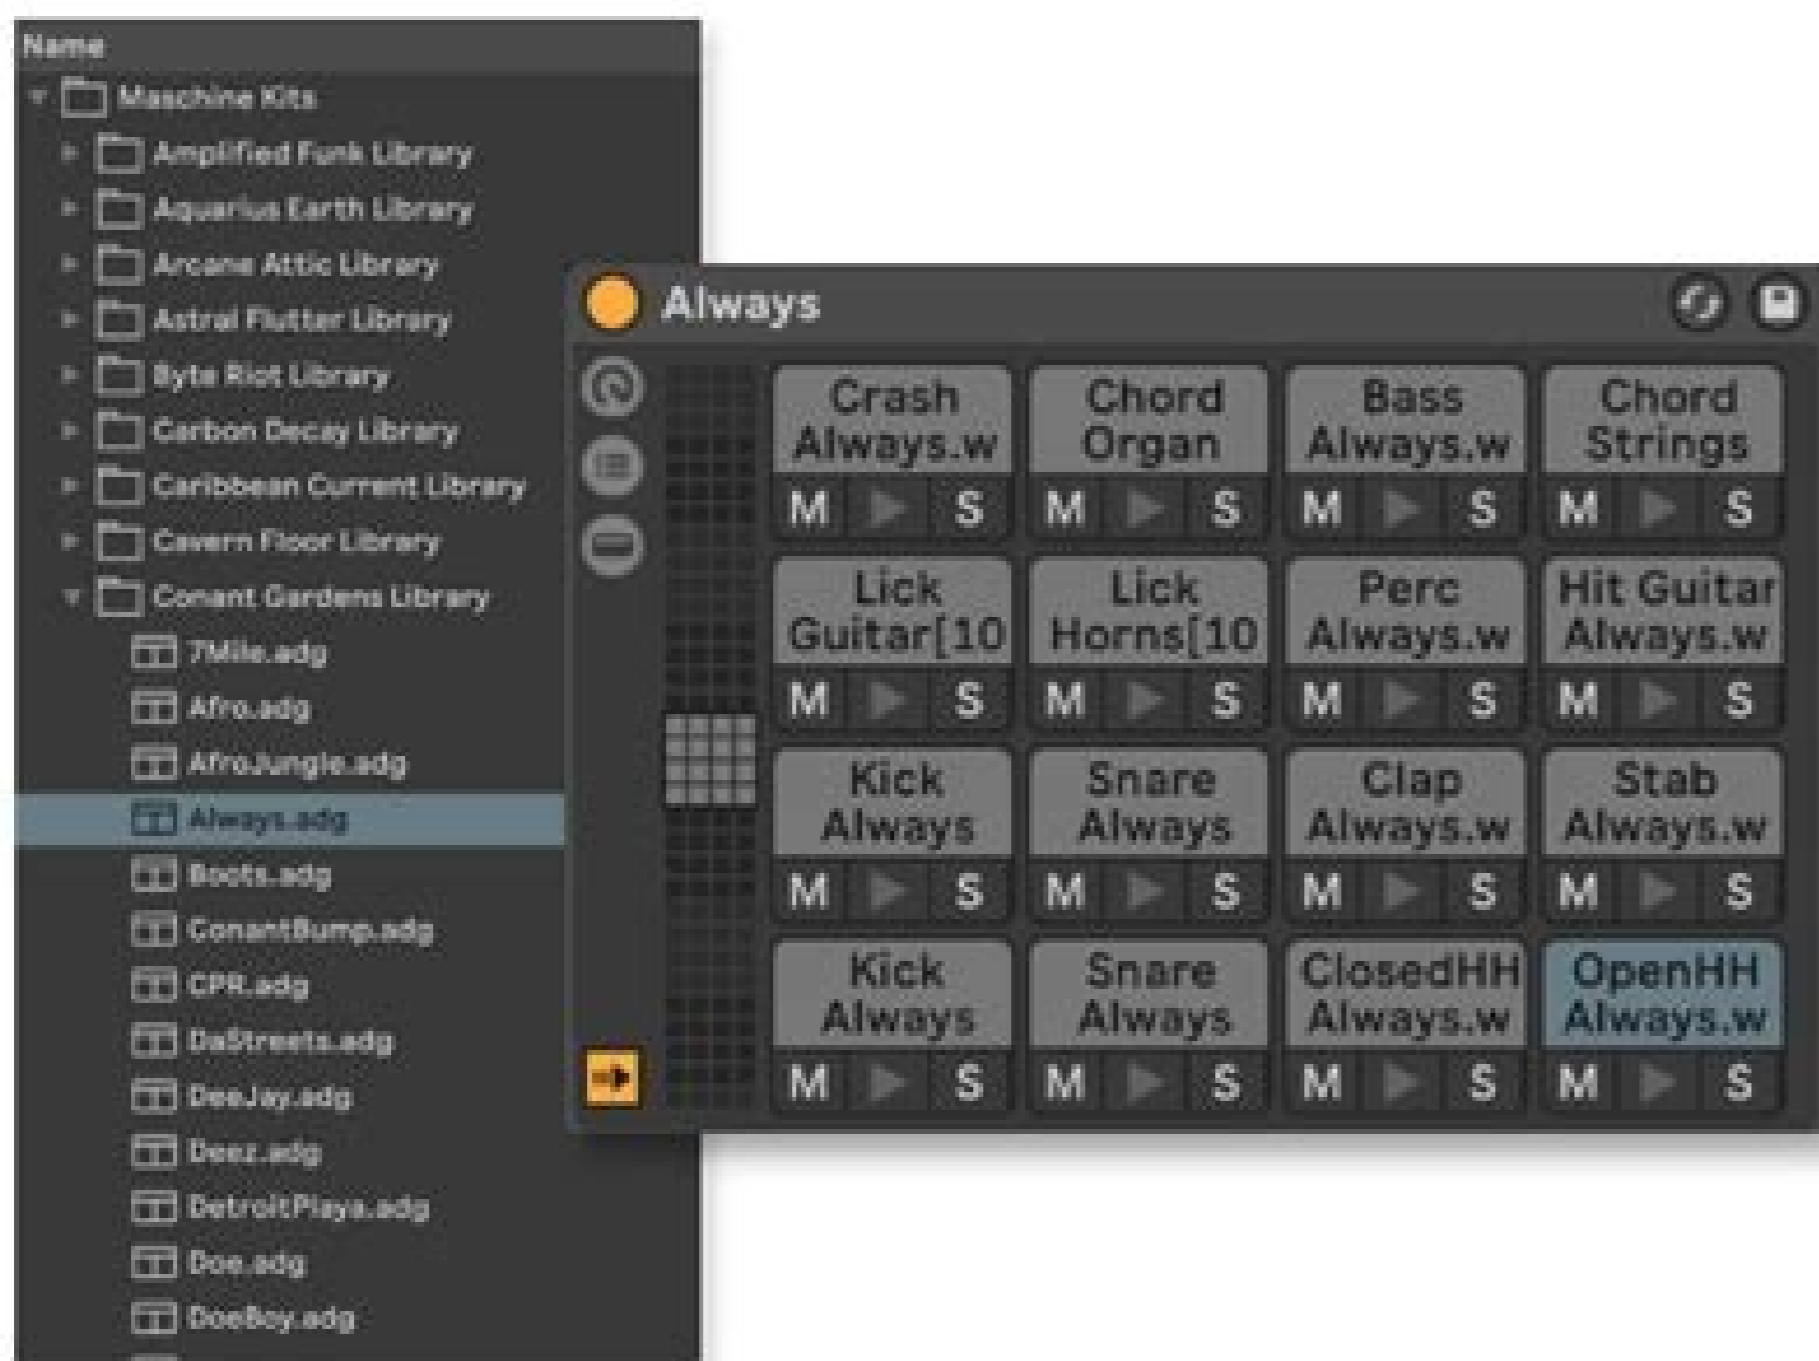 Name
Maschine Kits
Amplified Funk Library
Aquarius Earth Library
Arcane Attic Library
Astral Flutter Library
Byte Riot Library
Carbon Decay Library
Caribbean Current Library
Cavern Floor Library
Conant Gardens Library
7Mile.adg
Afro.adg
AfroJungle.adg
Always.adg
Boots.adg
ConantBump.adg
CPR.adg
DaStreets.adg
DeeJay.adg
Deez.adg
DetroitPlaya.adg
Doe.adg
DoeBoy.adg
Always
Crash Chord Bass Chord
Always.w Organ Always.w Strings
M S M S M S M S
Lick Lick Perc Hit Guitar
Guitar[10 Horns[10 Always.w Always.w
M S M S M S M S
Kick Snare Clap Stab
Always Always Always.w Always.w
M S M S M S M S
Kick Snare ClosedHH OpenHH
Always Always Always.w Always.w
M S M S M S M S